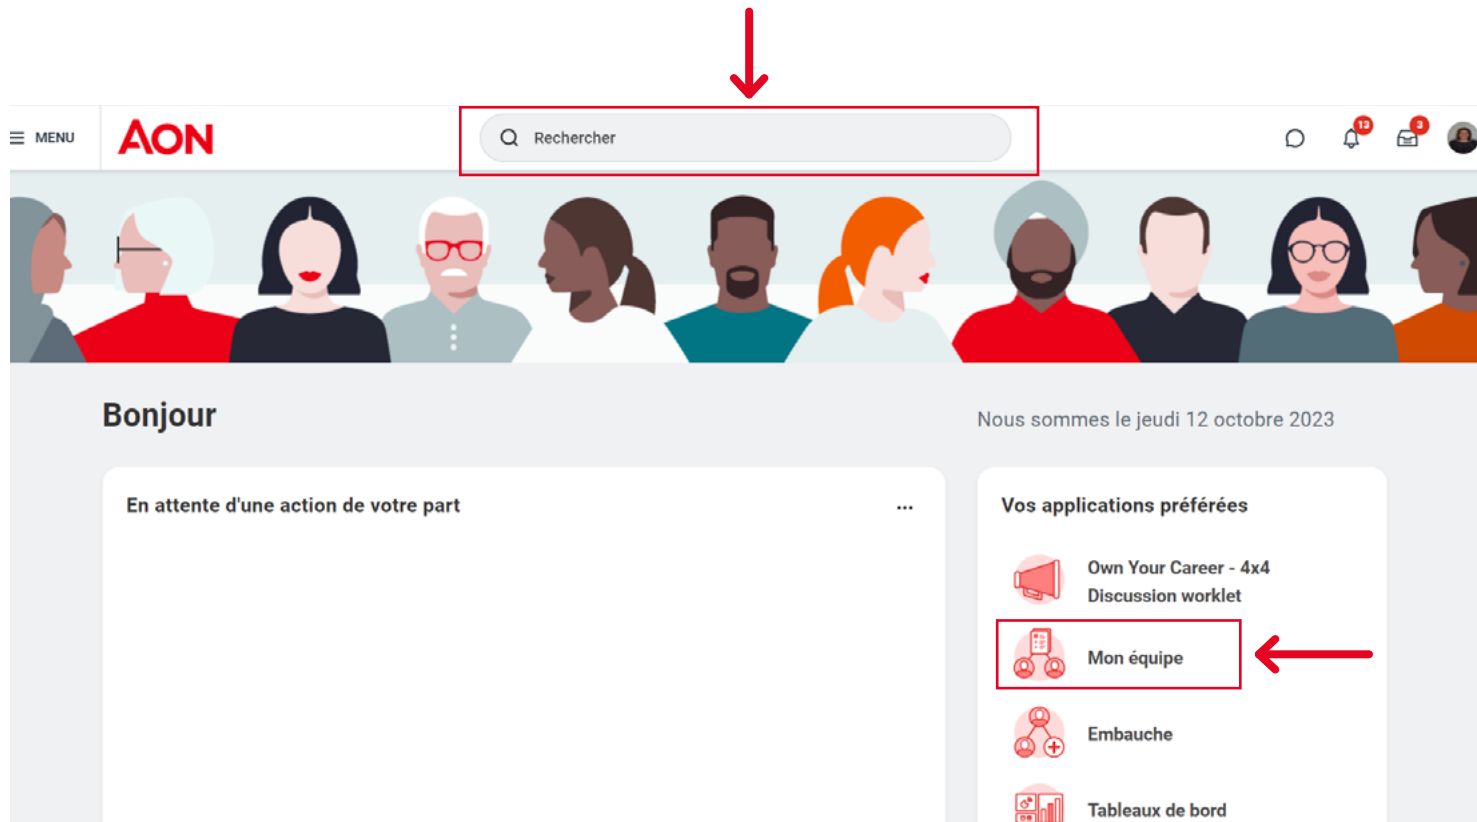 MENU
AON
Rechercher
13
3
Bonjour
Nous sommes le jeudi 12 octobre 2023
En attente d'une action de votre part
...
Vos applications préférées
Own Your Career - 4x4
Discussion worklet
Mon équipe
Embauche
Tableaux de bord